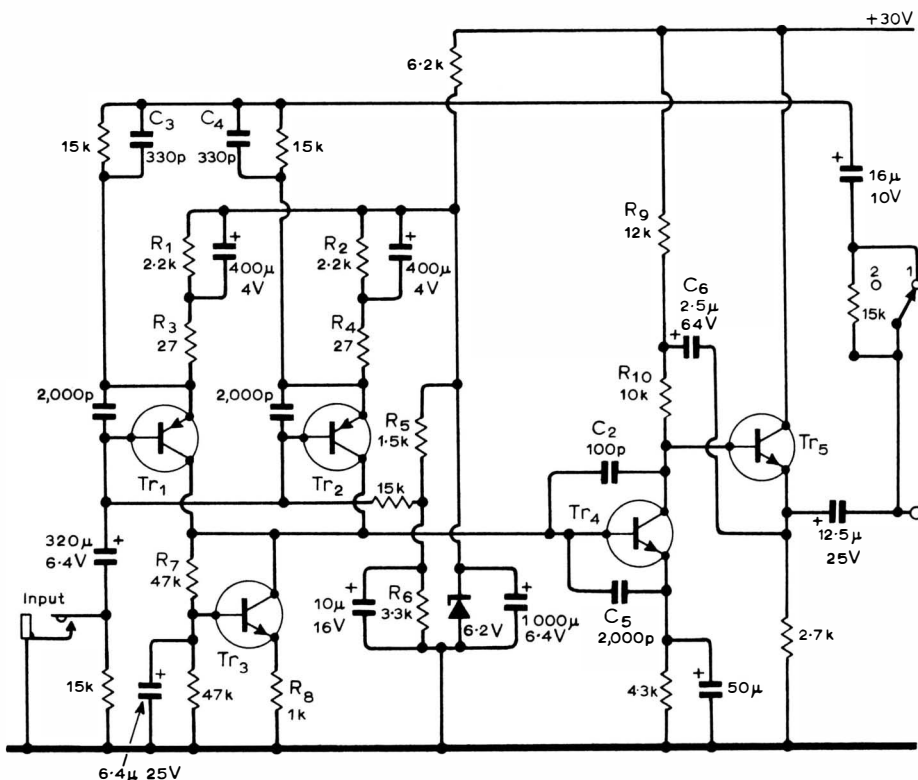 +30V
6·2k
15k
C3
330p
C4
330p
15k
+
16μ
10V
R1
2·2k
+
400μ
4V
R2
2·2k
+
400μ
4V
R9
12k
2
1
15k
R3
27
R4
27
C6
2·5μ
64V
+
2,000p
2,000p
R5
1·5k
R10
10k
C2
100p
Tr1
Tr2
15k
Tr4
Tr5
320μ
6·4V
+
R7
47k
+
12·5μ
25V
Input
+
10μ
16V
R6
3·3k
6·2V
+
1000μ
6·4V
C5
2,000p
2·7k
Tr3
15k
+
47k
R8
1k
4·3k
+
50μ
6·4μ 25V